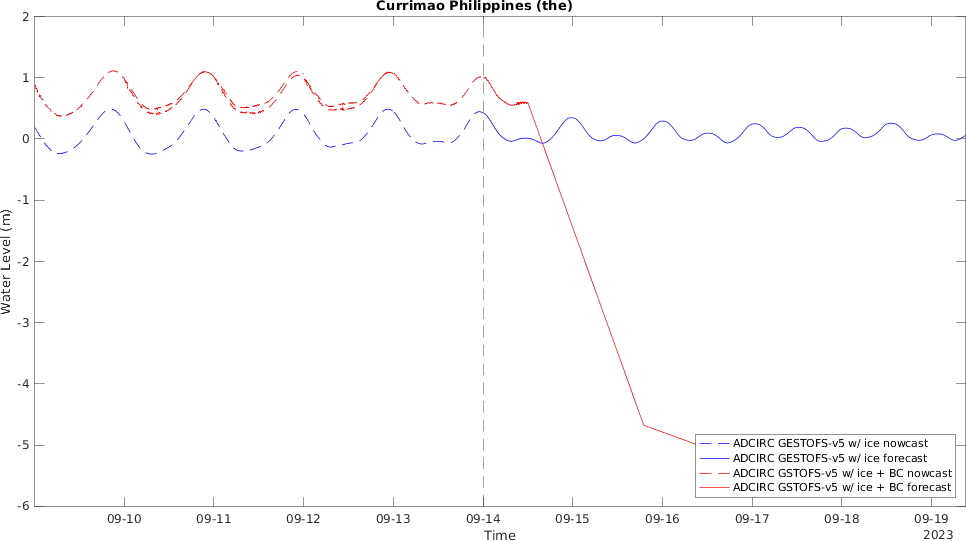 Currimao Philippines (the)
2
1
0
-1
-2
-3
-4
-5
-6
Water Level (m)
ADCIRC GESTOFS-v5 w/ ice nowcast
ADCIRC GESTOFS-v5 w/ ice forecast
ADCIRC GSTOFS-v5 w/ ice + BC nowcast
ADCIRC GSTOFS-v5 w/ ice + BC forecast
09-10 09-11 09-12 09-13 09-14 09-15 09-16 09-17 09-18 09-19
2023
Time